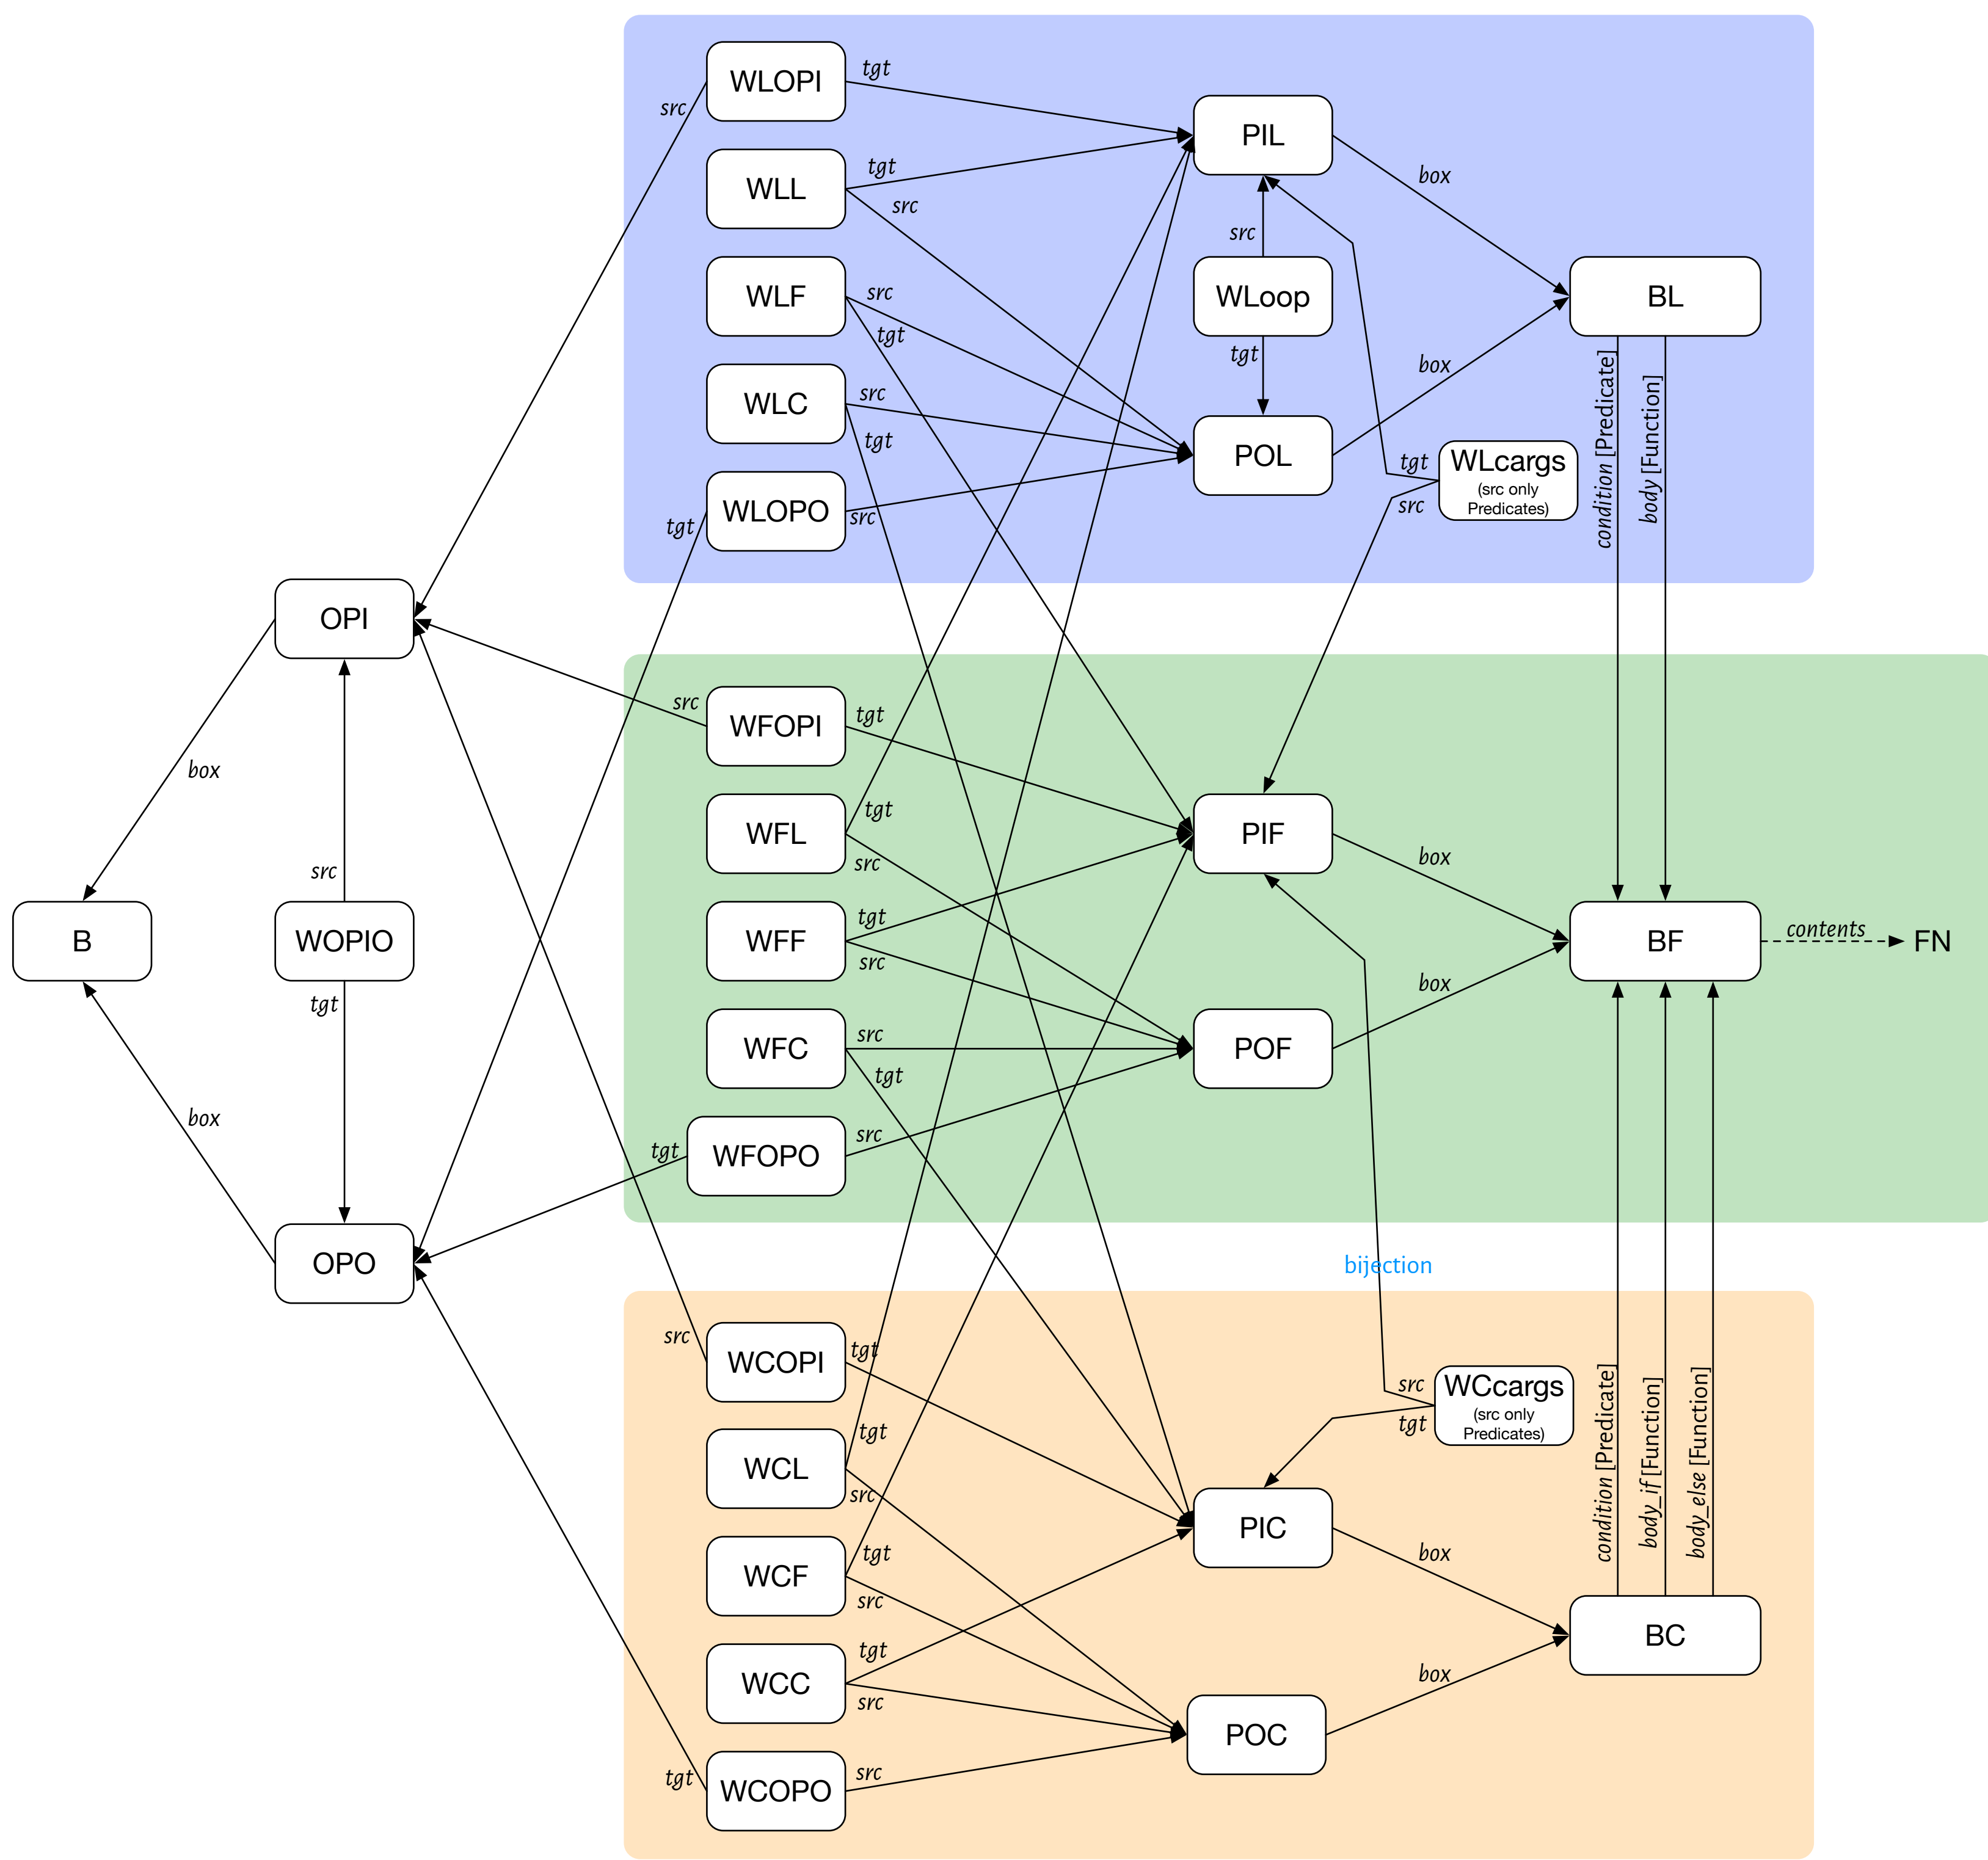 WLOPI
tgt
src
PIL
WLL
tgt
src
box
src
WLF
src
tgt
WLoop
BL
tgt
box
condition [Predicate]
body [Function]
WLC
src
tgt
POL
WLcargs
(src only
Predicates)
tgt
src
WLOPO
src
tgt
OPI
WFOPI
src
tgt
box
WFL
tgt
src
PIF
box
src
B
WOPIO
WFF
tgt
src
BF
contents
FN
tgt
box
WFC
src
tgt
POF
box
WFOPO
tgt
src
OPO
bijection
WCOPI
src
tgt
WCcargs
(src only
Predicates)
src
tgt
condition [Predicate]
body_if [Function]
body_else [Function]
WCL
tgt
src
PIC
box
WCF
tgt
src
BC
WCC
tgt
src
box
POC
WCOPO
tgt
src